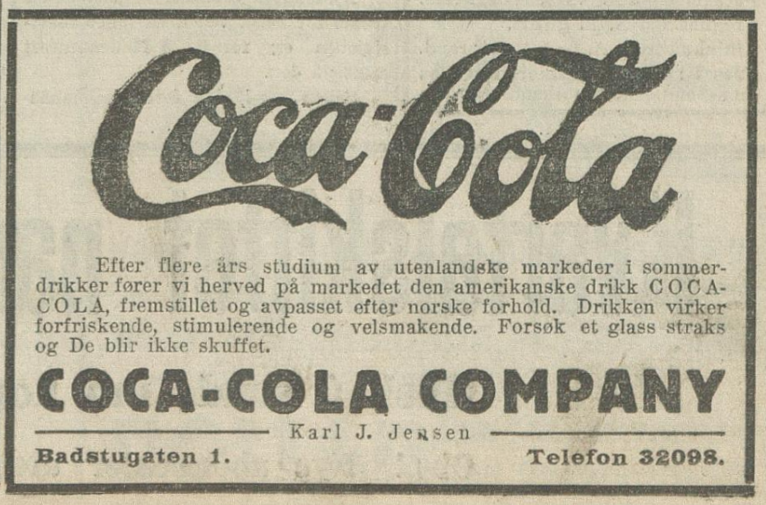 Coca-Cola
Efter flere års studium av utenlandske markeder i sommer-
drikker fører vi herved på markedet den amerikanske drikk COCA-
COLA, fremstillet og avpasset efter norske forhold. Drikken virker
forfriskende, stimulerende og velsmakende. Forsøk et glass straks
og De blir ikke skuffet.
COCA-COLA COMPANY
Karl J. Jensen
Badstugaten 1. Telefon 32098.